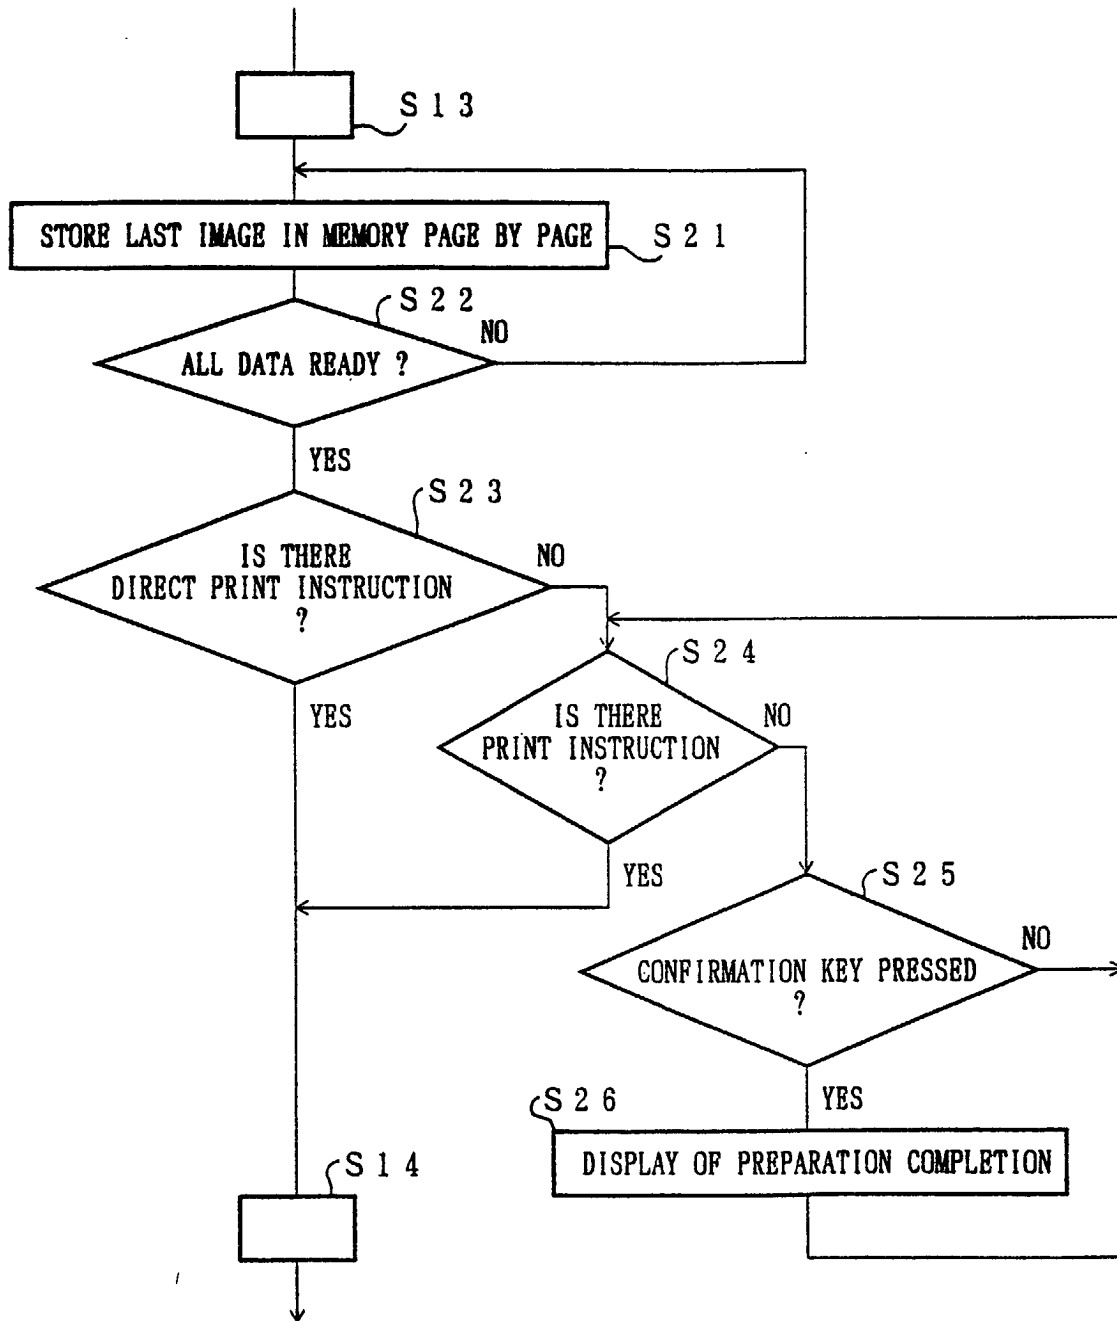 S13
STORE LAST IMAGE IN MEMORY PAGE BY PAGE
S21
S22
NO
ALL DATA READY ?
YES
S23
IS THERE
DIRECT PRINT INSTRUCTION
?
NO
YES
S24
IS THERE
PRINT INSTRUCTION
?
NO
YES
S25
CONFIRMATION KEY PRESSED
?
NO
YES
S26
DISPLAY OF PREPARATION COMPLETION
S14